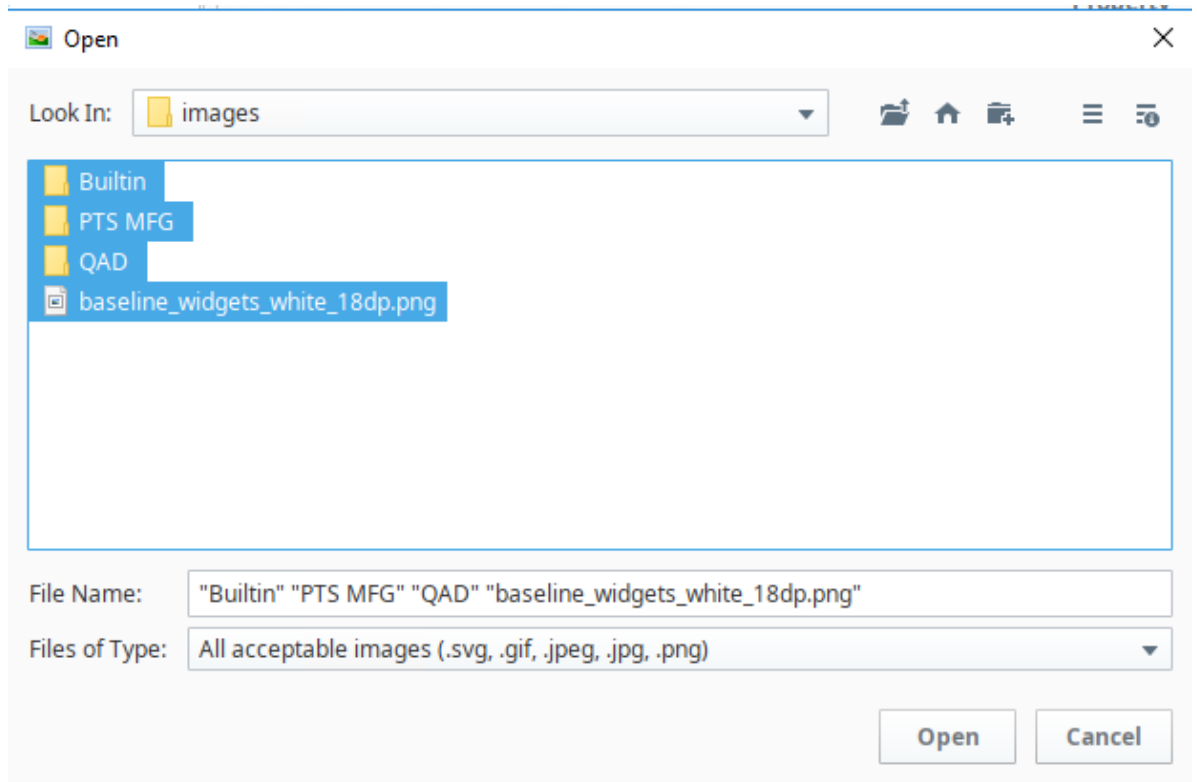 Open
Look In: images
Builtin
PTS MFG
QAD
baseline_widgets_white_18dp.png
File Name: "Builtin" "PTS MFG" "QAD" "baseline_widgets_white_18dp.png"
Files of Type: All acceptable images (.svg, .gif, .jpeg, .jpg, .png)
Open Cancel